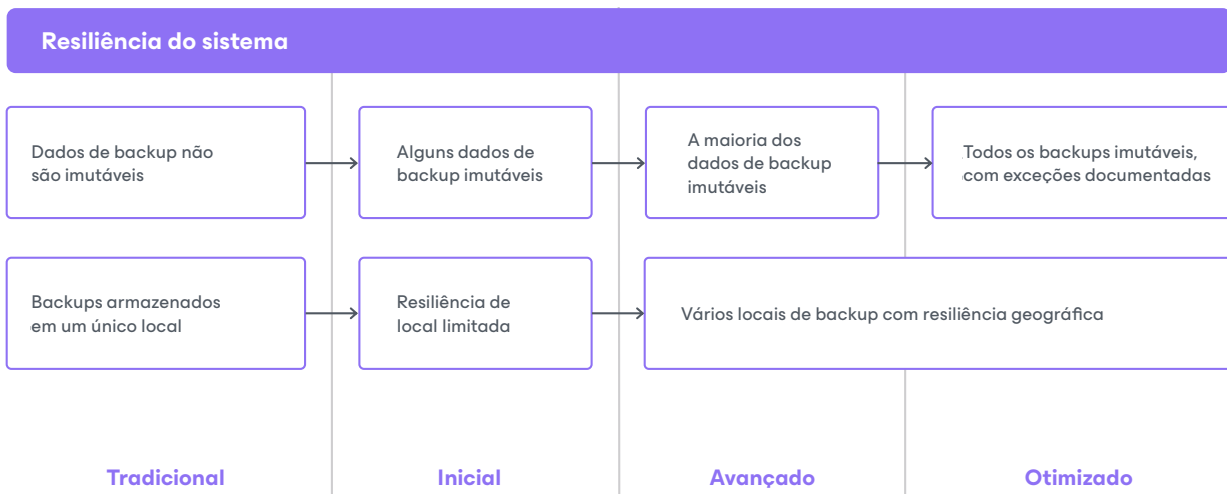 Resiliência do sistema
Dados de backup não
são imutáveis
Alguns dados de
backup imutáveis
A maioria dos
dados de backup
imutáveis
Todos os backups imutáveis,
com exceções documentadas
Backups armazenados
em um único local
Resiliência de
local limitada
Vários locais de backup com resiliência geográfica
Tradicional
Inicial
Avançado
Otimizado